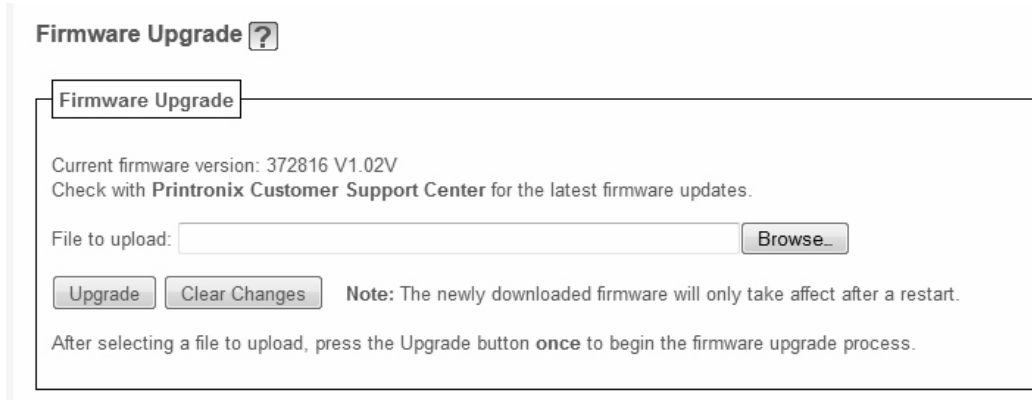 Firmware Upgrade ?
Firmware Upgrade
Current firmware version: 372816 V1.02V
Check with Printronix Customer Support Center for the latest firmware updates.
File to upload: Browse...
Upgrade Clear Changes Note: The newly downloaded firmware will only take affect after a restart.
After selecting a file to upload, press the Upgrade button once to begin the firmware upgrade process.